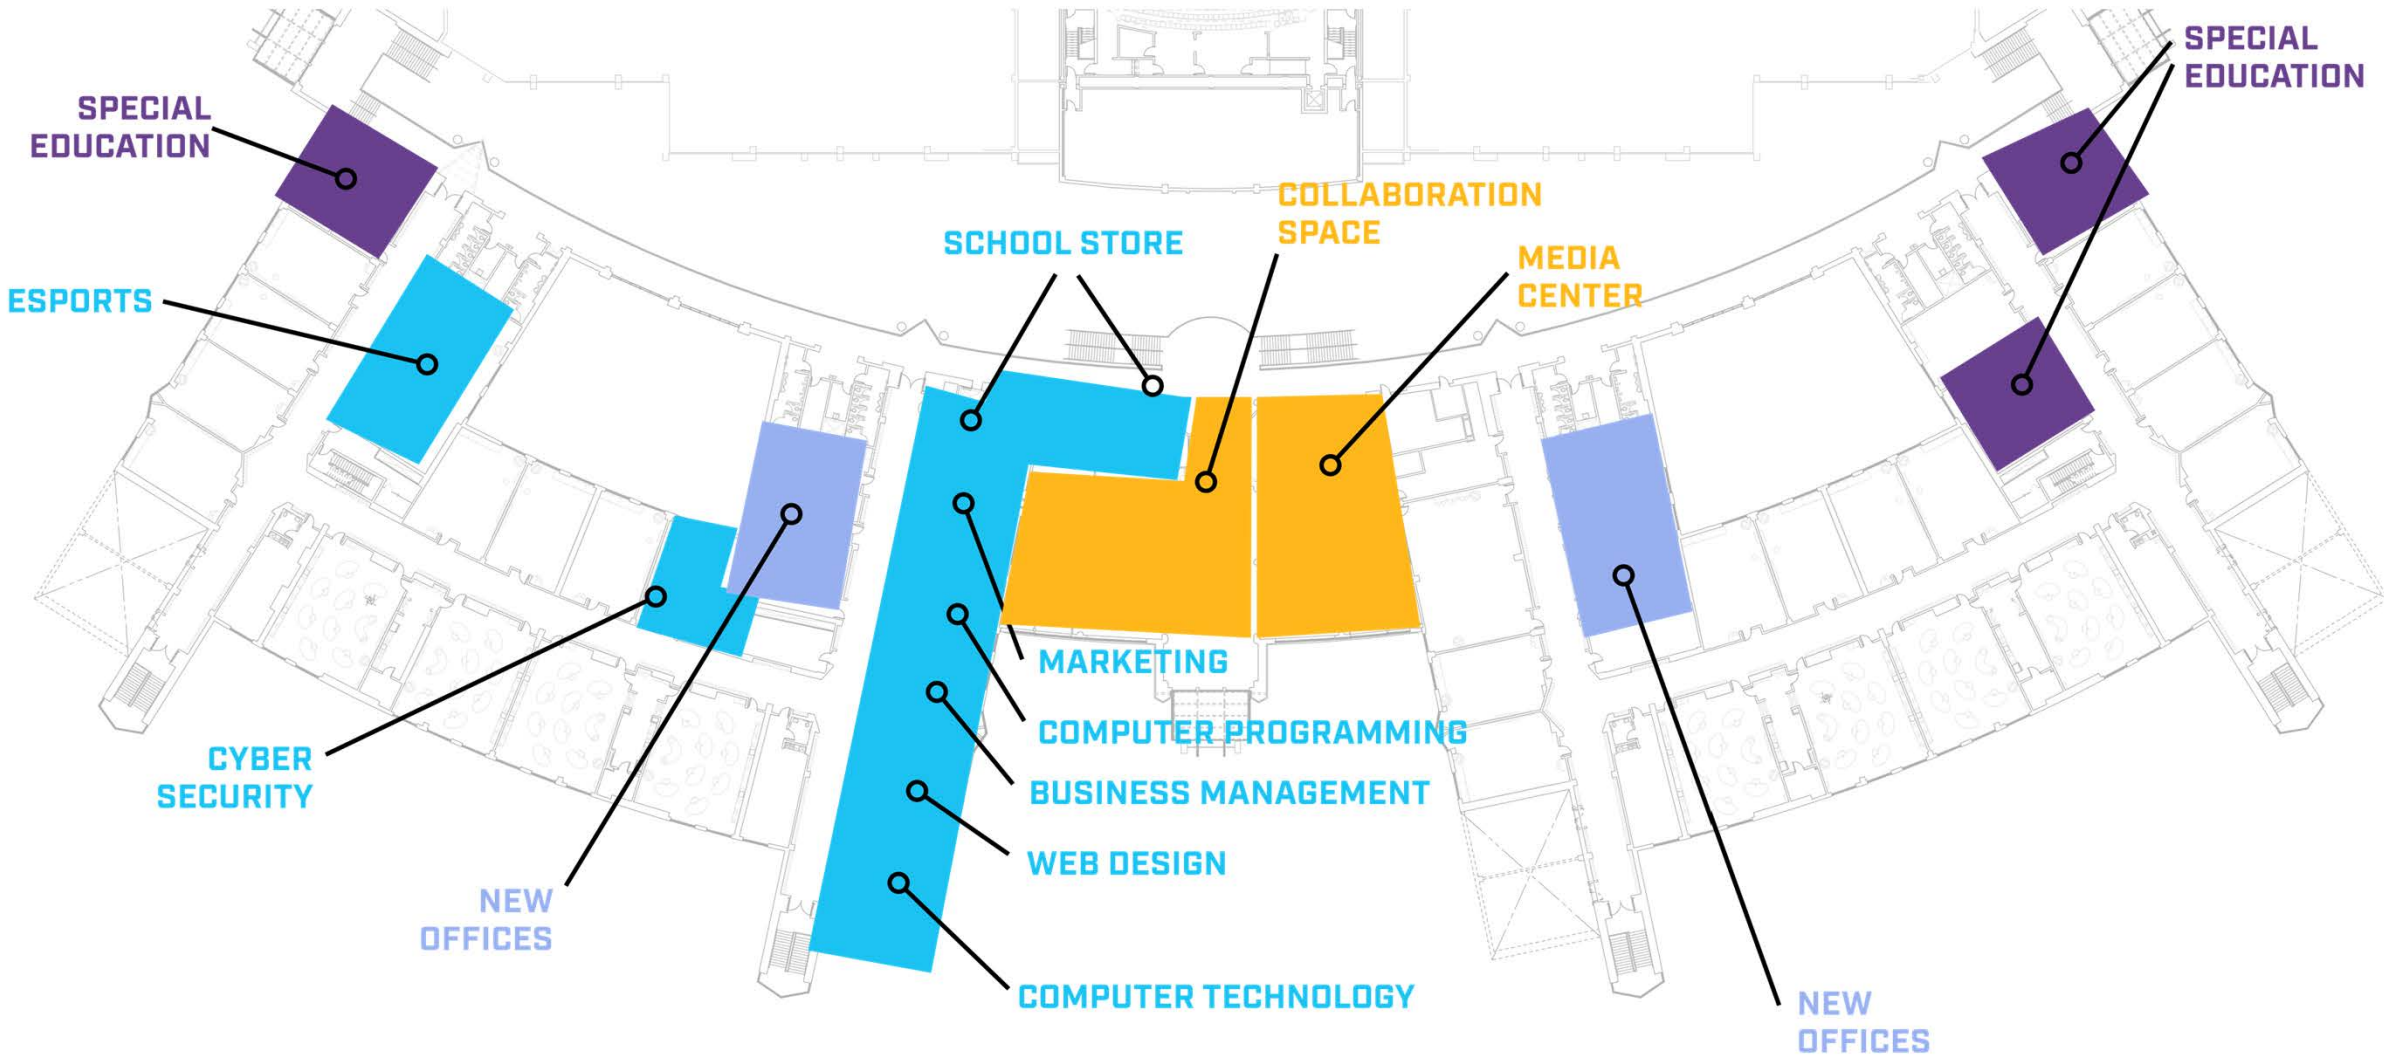 SPECIAL
EDUCATION
SPECIAL
EDUCATION
COLLABORATION
SPACE
SCHOOL STORE
MEDIA
CENTER
ESPORTS
MARKETING
COMPUTER PROGRAMMING
CYBER
SECURITY
BUSINESS MANAGEMENT
WEB DESIGN
NEW
OFFICES
COMPUTER TECHNOLOGY
NEW
OFFICES